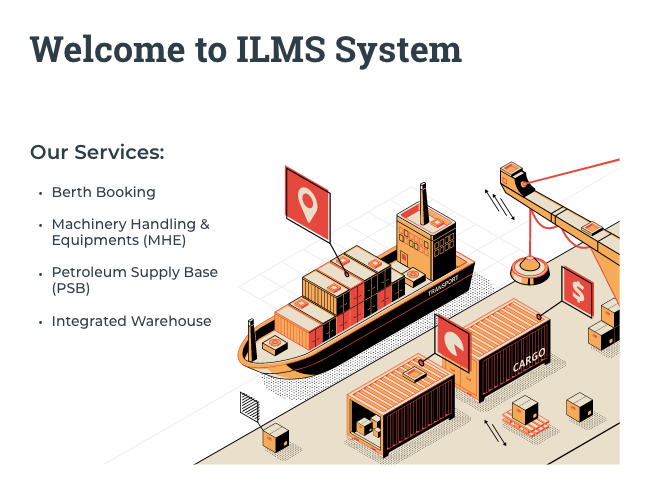 Welcome to ILMS System
Our Services:
• Berth Booking
• Machinery Handling &
Equipments (MHE)
• Petroleum Supply Base
(PSB)
• Integrated Warehouse
TRANSPORT
$
CARGO